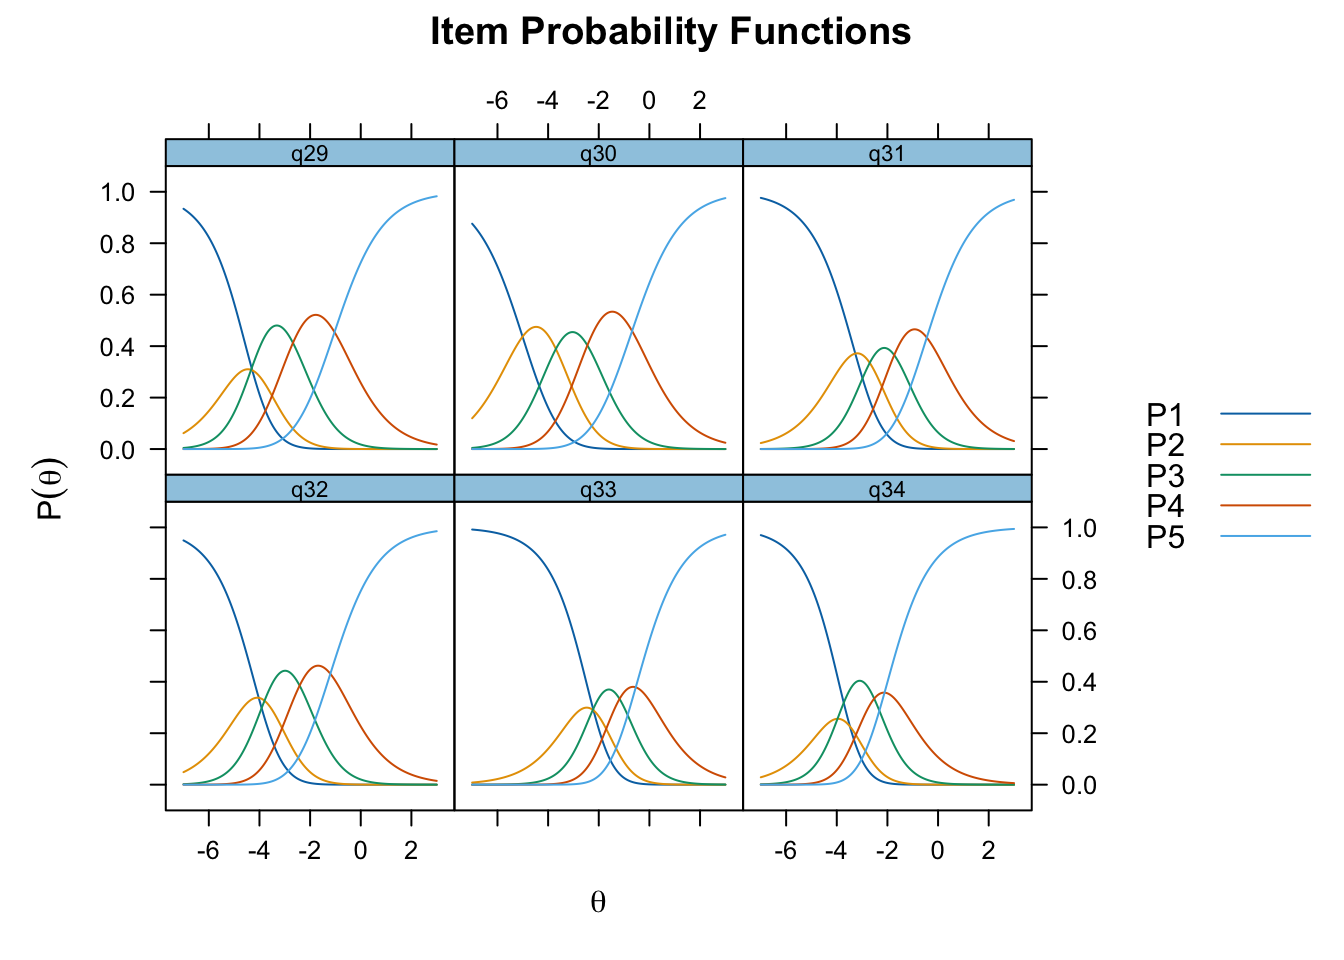 Item Probability Functions
-6 -4 -2 0 2
q29 q30 q31
1.0
0.8
0.6
0.4
0.2
0.0
P(θ)
q32 q33 q34
1.0
0.8
0.6
0.4
0.2
0.0
-6 -4 -2 0 2 -6 -4 -2 0 2
θ
P1
P2
P3
P4
P5